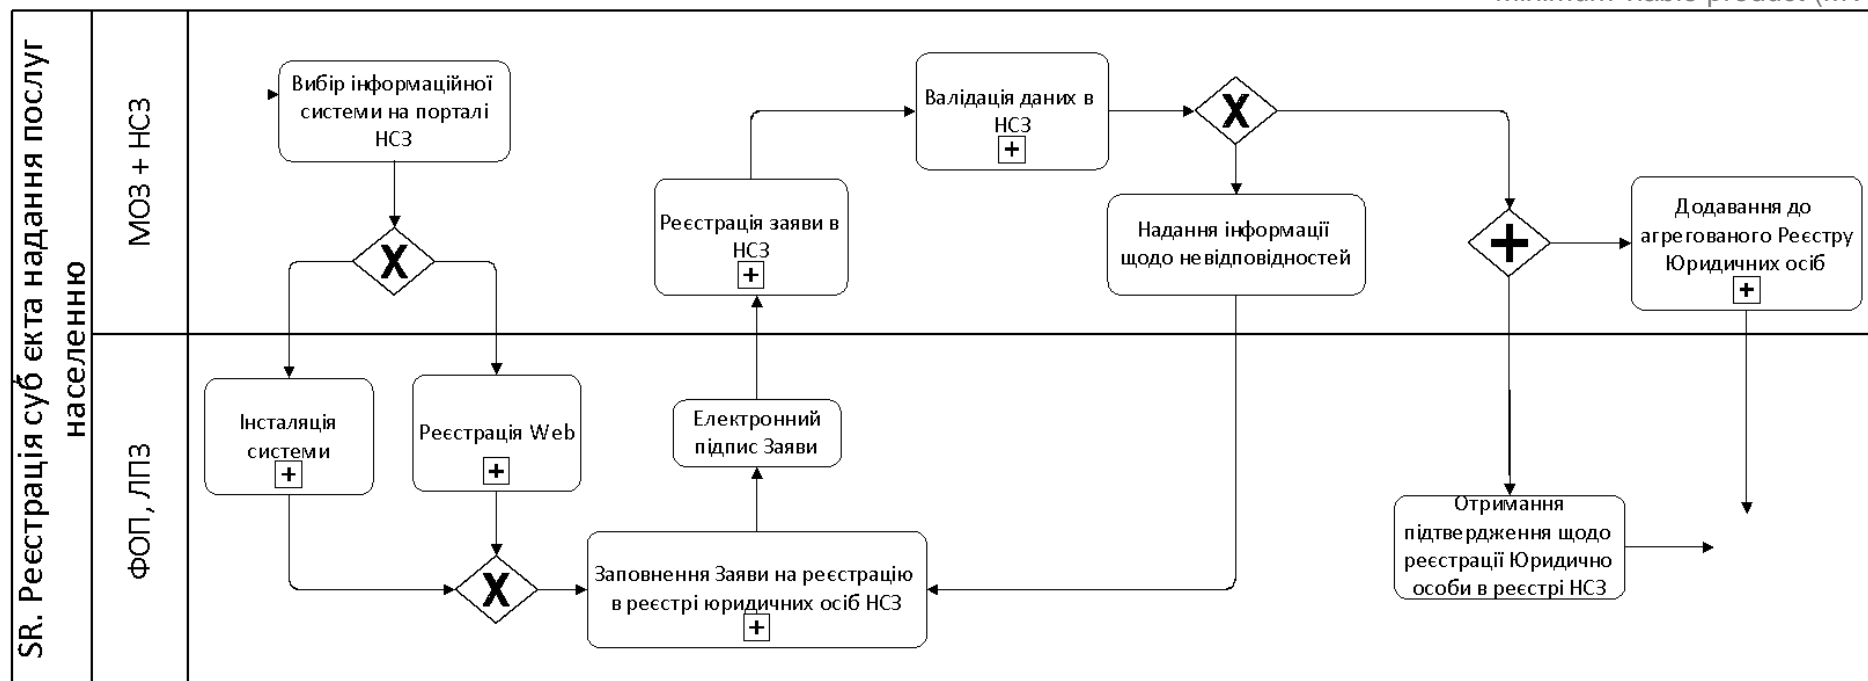 SR. Реєстрація суб єкта надання послуг
населенню
МОЗ + НСЗ
ФОП, ЛПЗ
Вибір інформаційної
системи на порталі
НСЗ
X
Інсталяція
системи
+
Реєстрація Web
+
X
Заповнення Заяви на реєстрацію
в реєстрі юридичних осіб НСЗ
+
Електронний
підпис Заяви
Реєстрація заяви в
НСЗ
+
Валідація даних в
НСЗ
+
X
Надання інформації
щодо невідповідностей
+
Додавання до
агрегованого Реєстру
Юридичних осіб
+
Отримання
підтвердження щодо
реєстрації Юридично
особи в реєстрі НСЗ